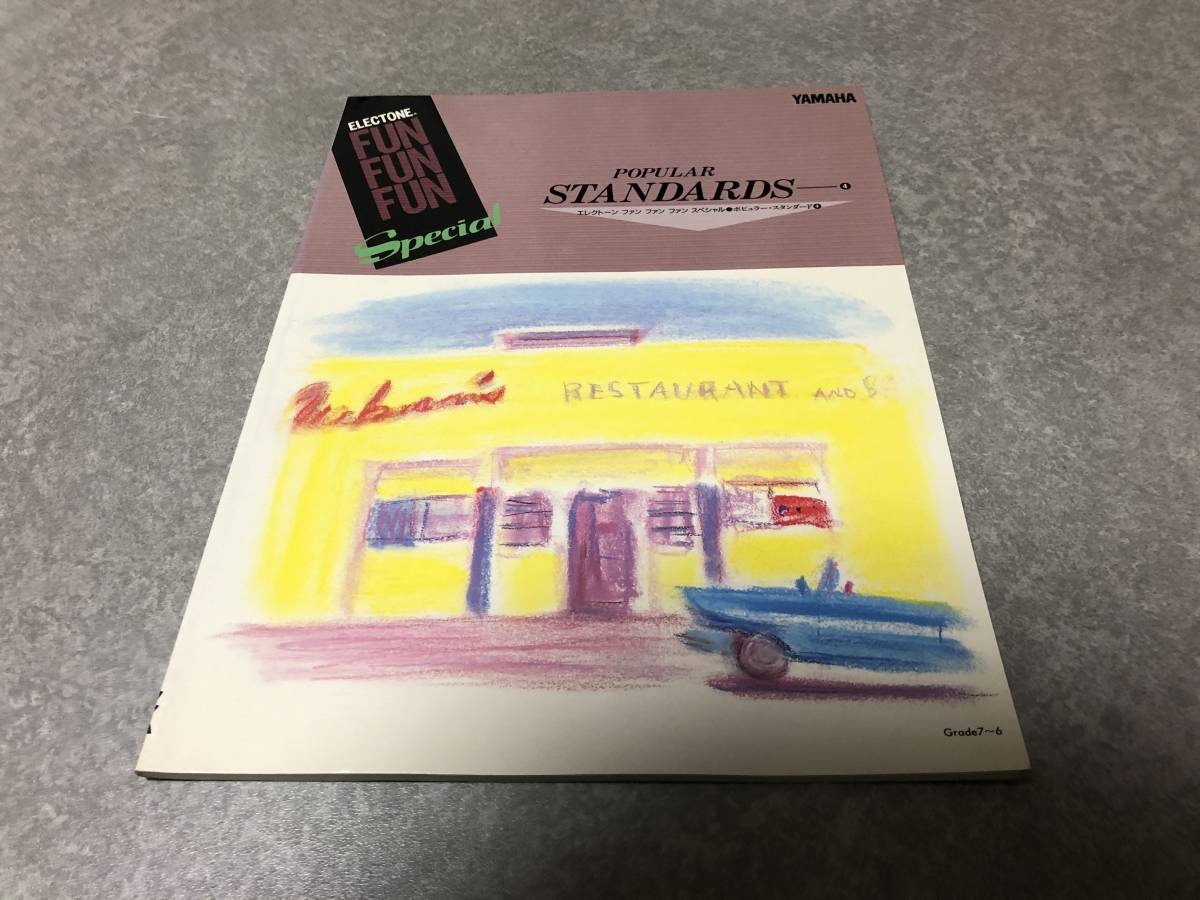 YAMAHA
ELECTONE.
FUN
FUN
FUN
Special
POPULAR
STANDARDS—4
エレクトーン ファン ファン ファン スペシャル●ポピュラー・スタンダード4
RESTAURANT AND
Grade7~6